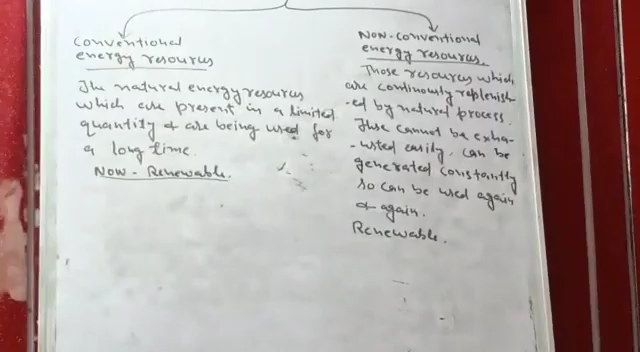 Conventional
energy resources
The natural energy resources
which are present in a limited
quantity & are being used for
a long time.
Non-Renewable.
Non-conventional
energy resources.
Those resources which
are continously replenish-
-ed by natural process.
These cannot be exha-
-usted easily, can be
generated constantly
so can be used again
& again.
Renewable.